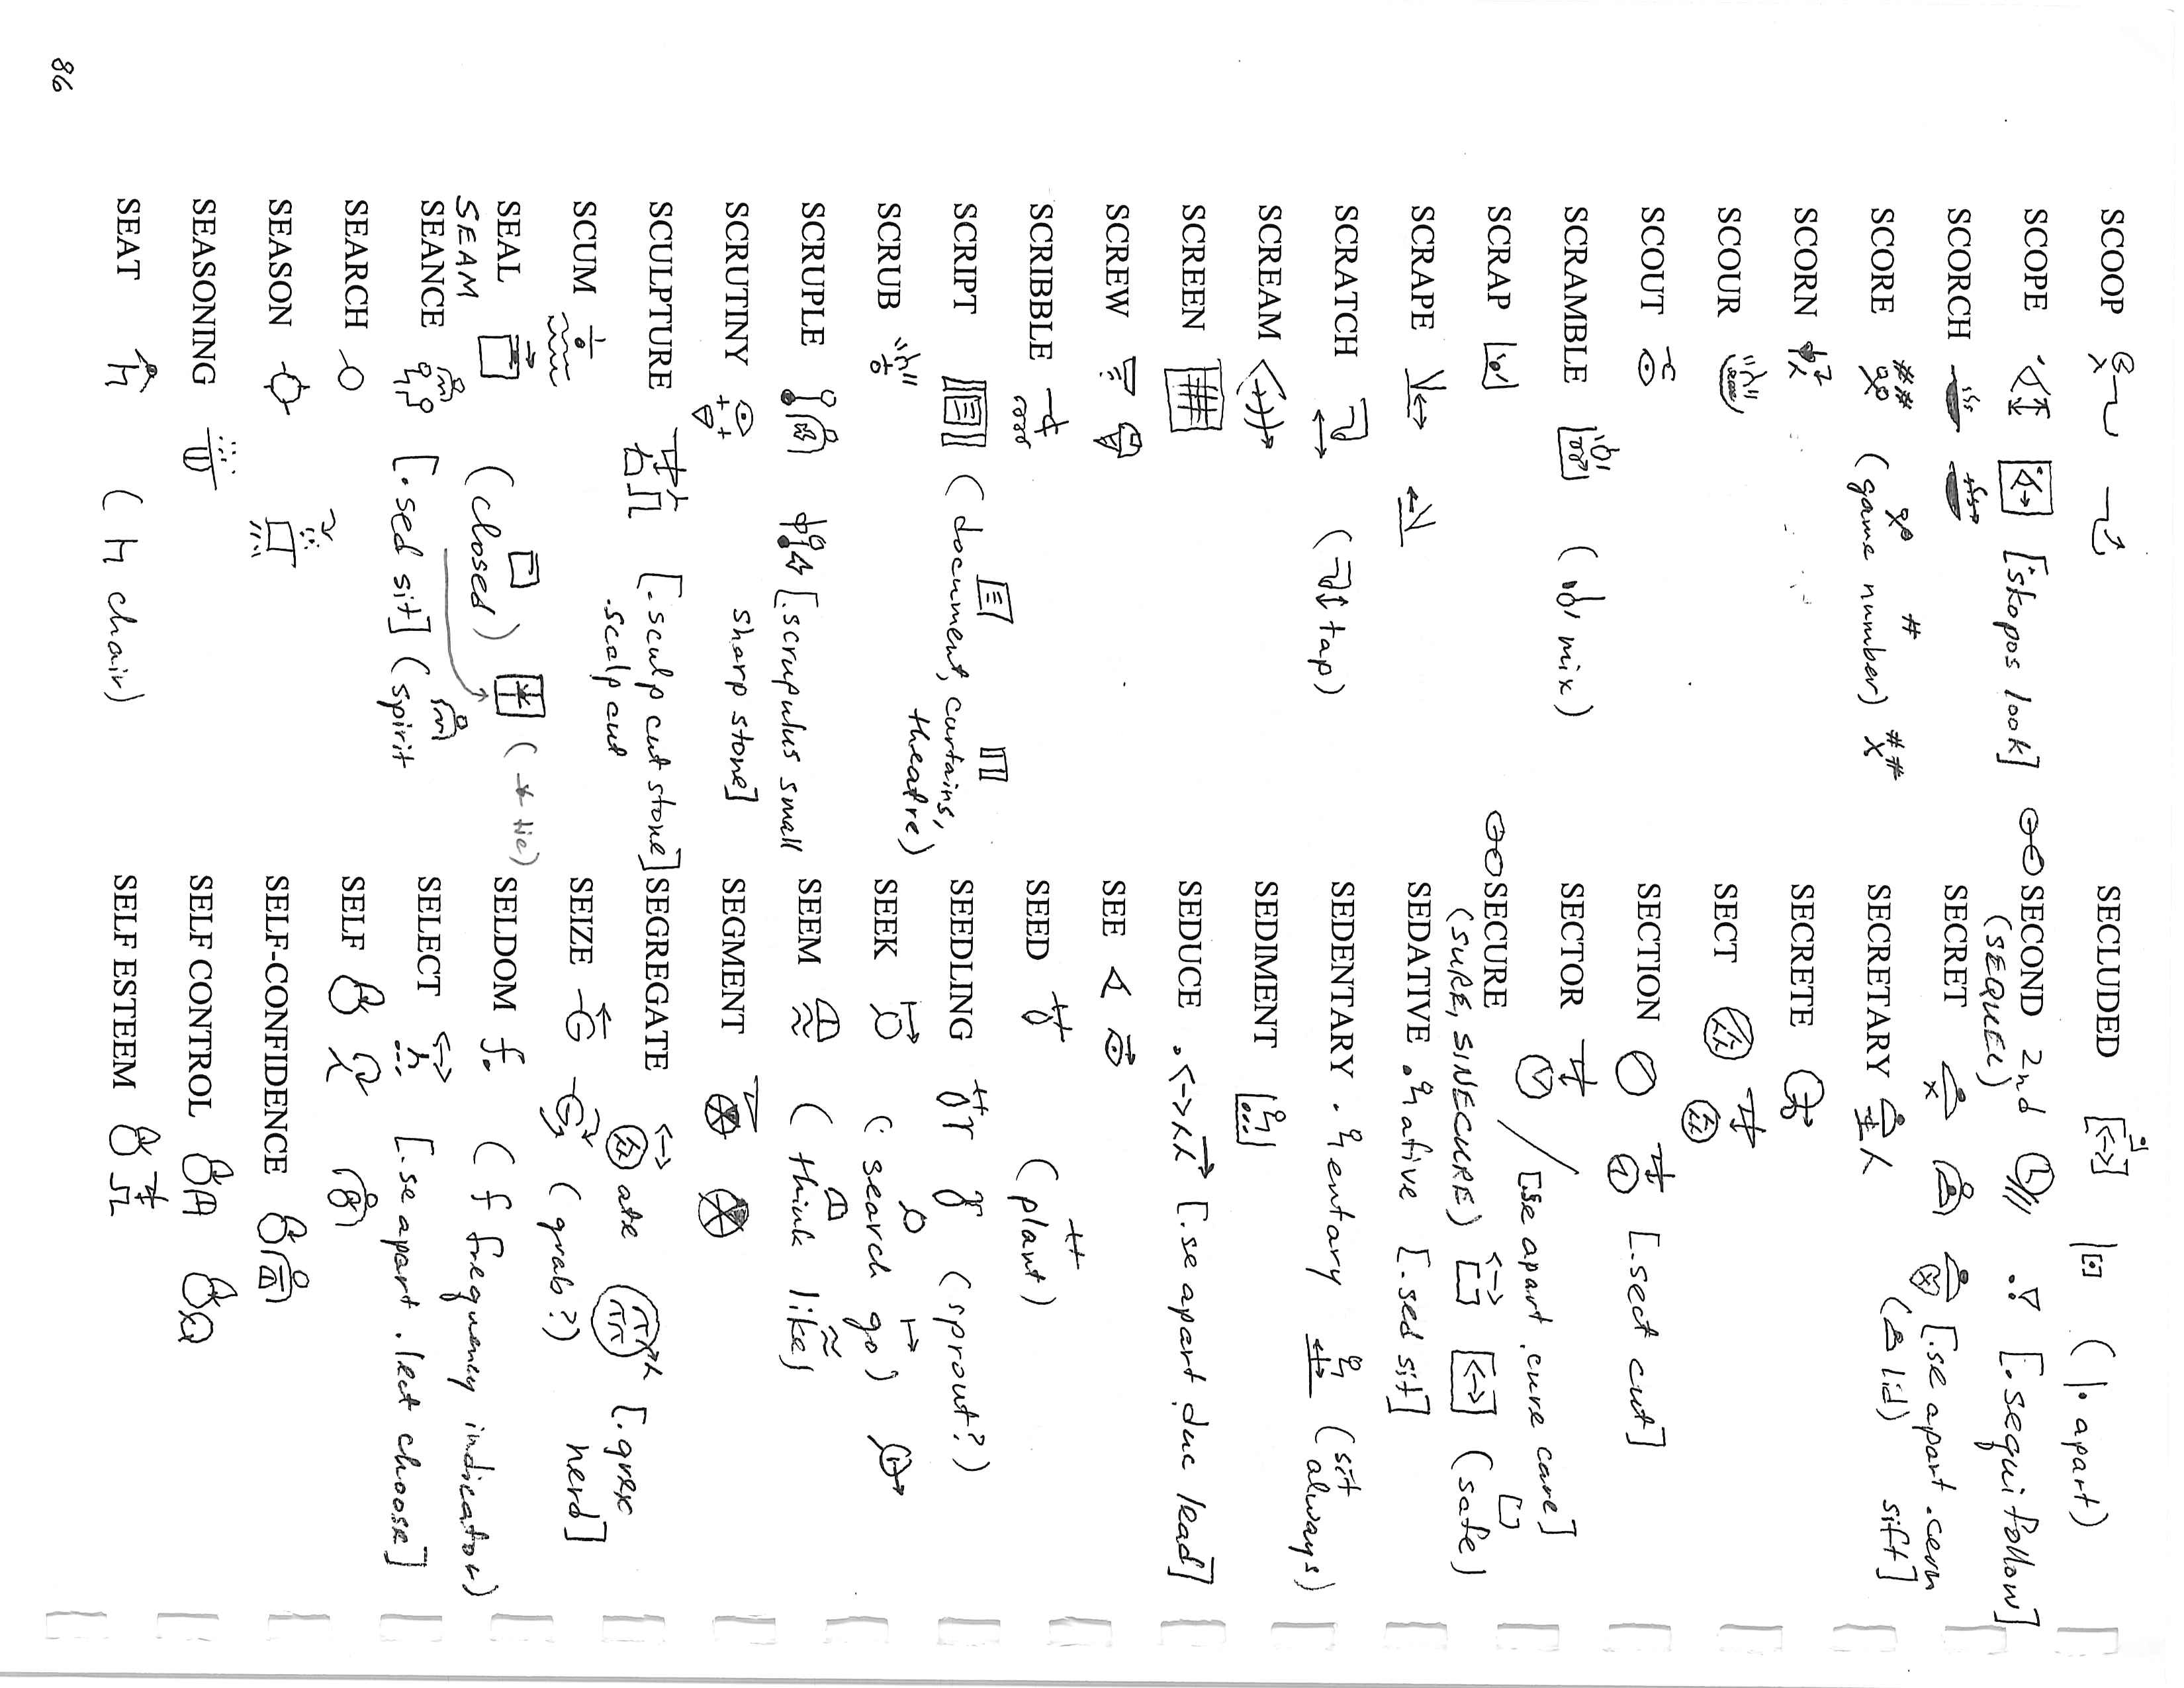 SCOOP
SCOPE [skopos look]
SCORCH
SCORE ## (game number) ##
SCORN
SCOUR
SCOUT
SCRAMBLE (mix)
SCRAP
SCRAPE
SCRATCH (tap)
SCREAM
SCREEN
SCREW
SCRIBBLE
SCRIPT (document, curtains,
theatre)
SCRUB
SCRUPLE [.scrupulus small
sharp stone]
SCRUTINY
SCULPTURE [.sculp cut stone]
.scalp cut
SCUM
SEAL (closed) (tie)
SEAM
SEANCE [.sed sit] (spirit
SEARCH
SEASON
SEASONING
SEAT (h chair)
SECLUDED (apart)
SECOND 2nd [.sequi follow]
(SEQUEL)
SECRET [.se apart .cern
sift]
(lid)
SECRETARY
SECRETE
SECT
SECTION [.sect cut]
SECTOR [se apart .cure care]
SECURE (safe)
(SURE, SINECURE)
SEDATIVE .h ative [.sed sit]
SEDENTARY .h entary (sit
always)
SEDIMENT
SEDUCE [.se apart .duc lead]
SEE
SEED (plant)
SEEDLING (sprout?)
SEEK (search go)
SEEM (think like)
SEGMENT
SEGREGATE ate [.greg
herd]
SEIZE (grab?)
SELDOM f. (f frequency indicator)
SELECT [.se apart .lect choose]
SELF
SELF-CONFIDENCE
SELF CONTROL
SELF ESTEEM
86